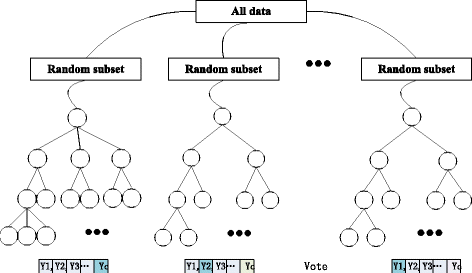 All data
Random subset Random subset ••• Random subset
••• ••• •••
Y1, Y2 Y3 ··· Yc Y1, Y2 Y3 ··· Yc Vote Y1, Y2 Y3 ··· Yc